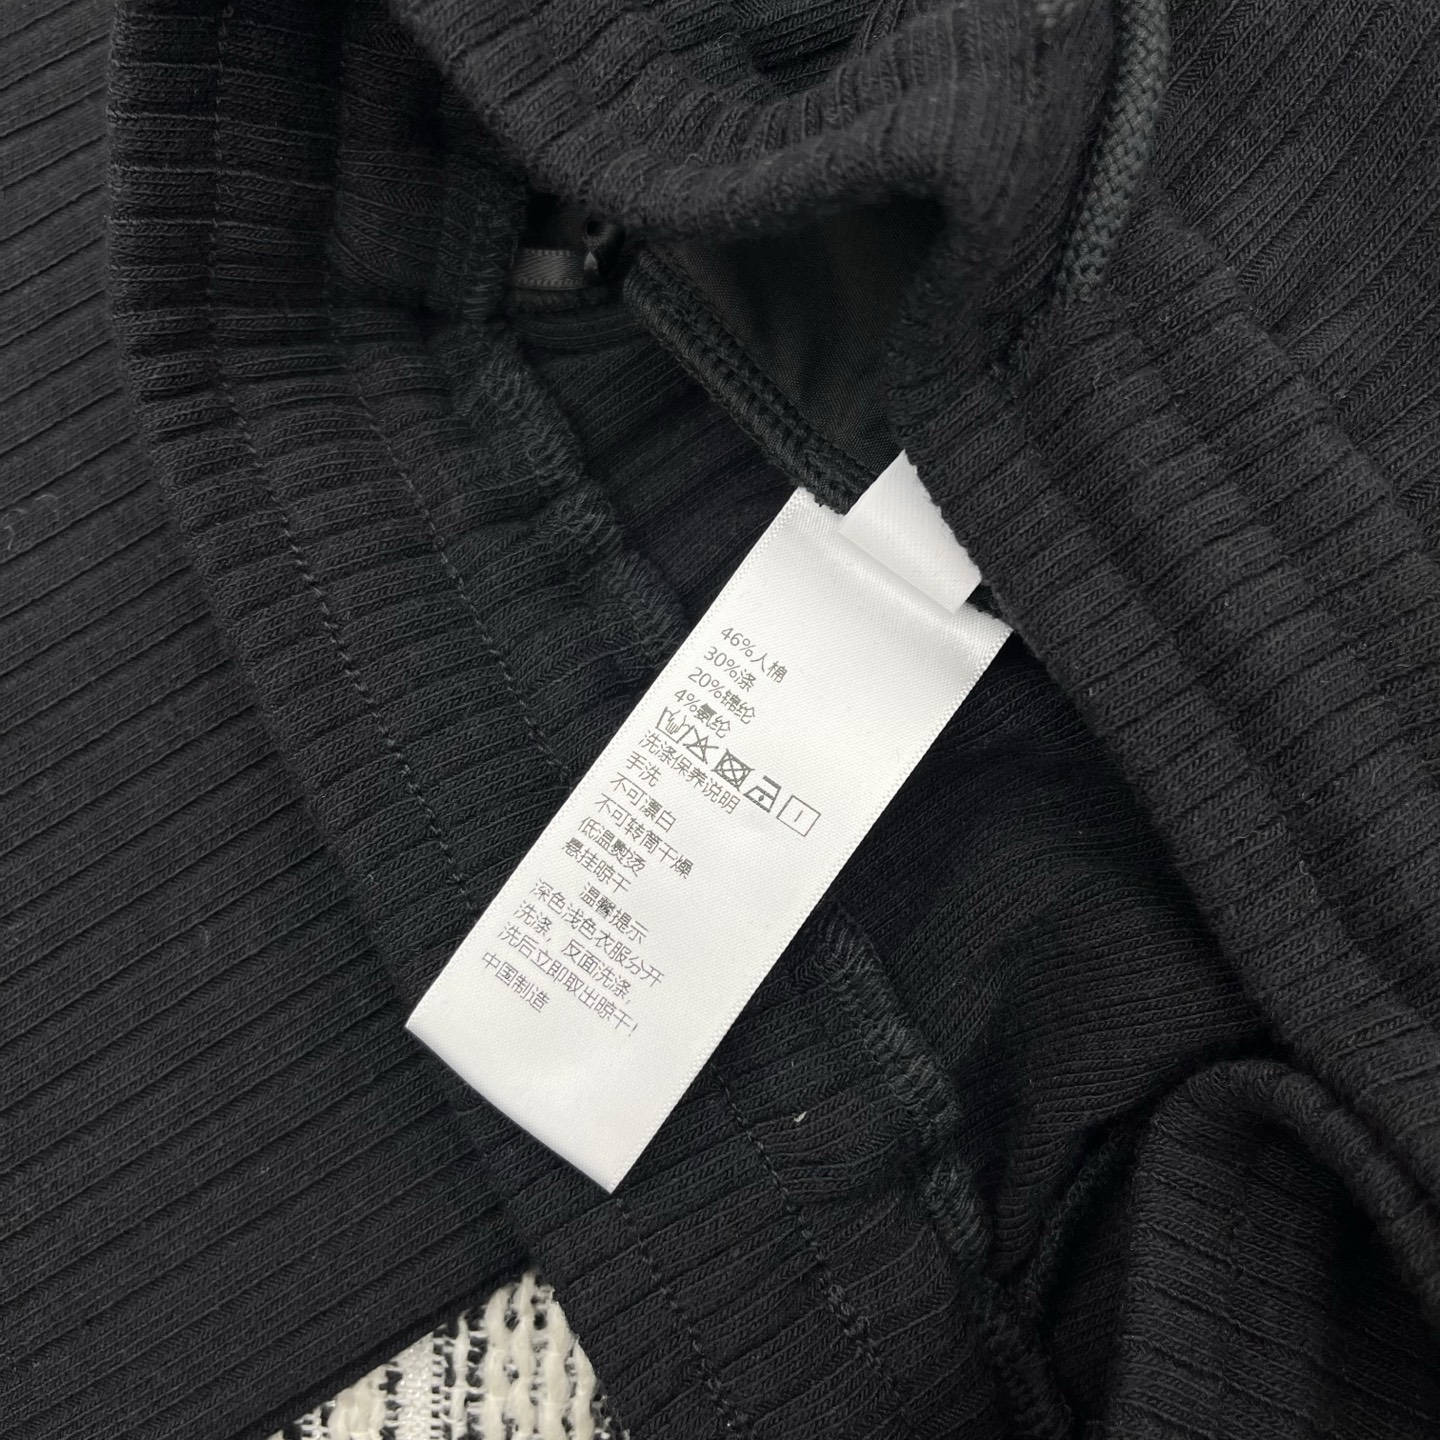 46%人棉
30%涤
20%锦纶
4%氨纶
洗涤保养说明
手洗
不可漂白
不可转筒干燥
低温熨烫
悬挂晾干
温馨提示
深色浅色衣服分开
洗涤，反面洗涤，
洗后立即取出晾干！
中国制造